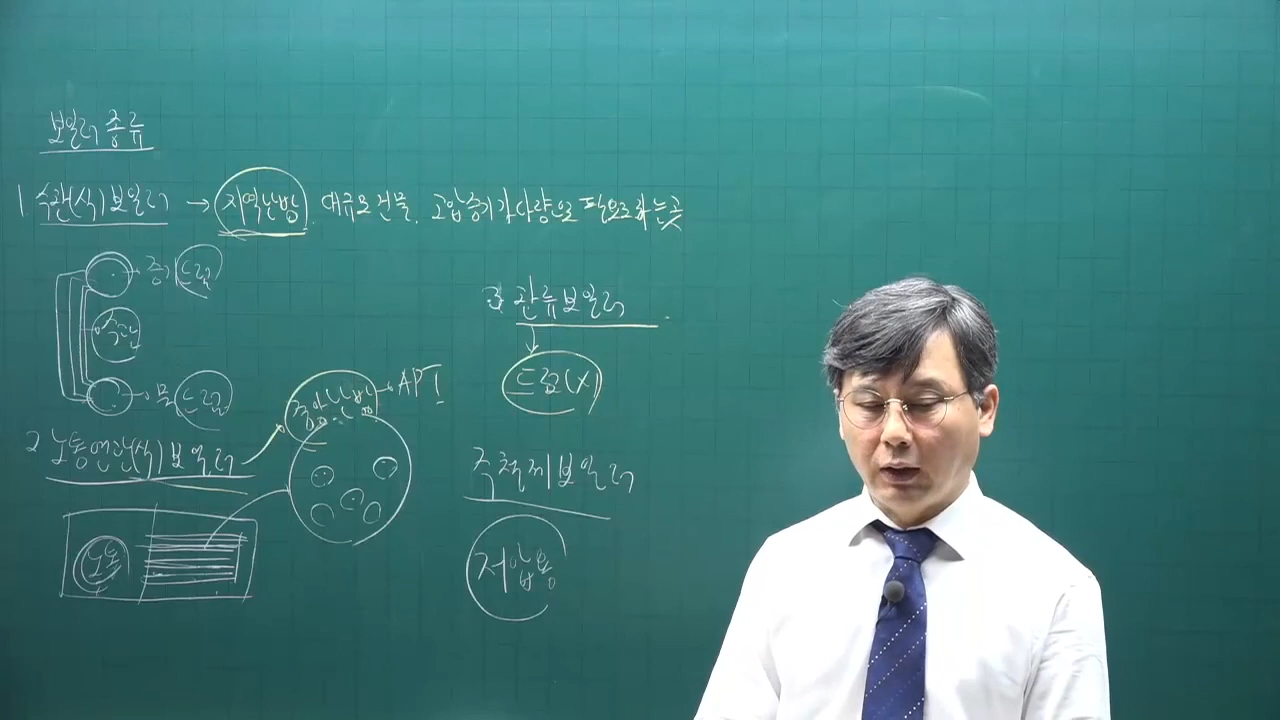 보일러 종류
1 수관(식)보일러 → 지역난방. 대규모 건물. 고압증기가 다량으로 필요로 하는 곳
증기드럼
수관
물드럼
2 노통연관(식)보일러
중앙난방 → APT
노통
3 관류보일러
드럼(X)
주철제보일러
저압용